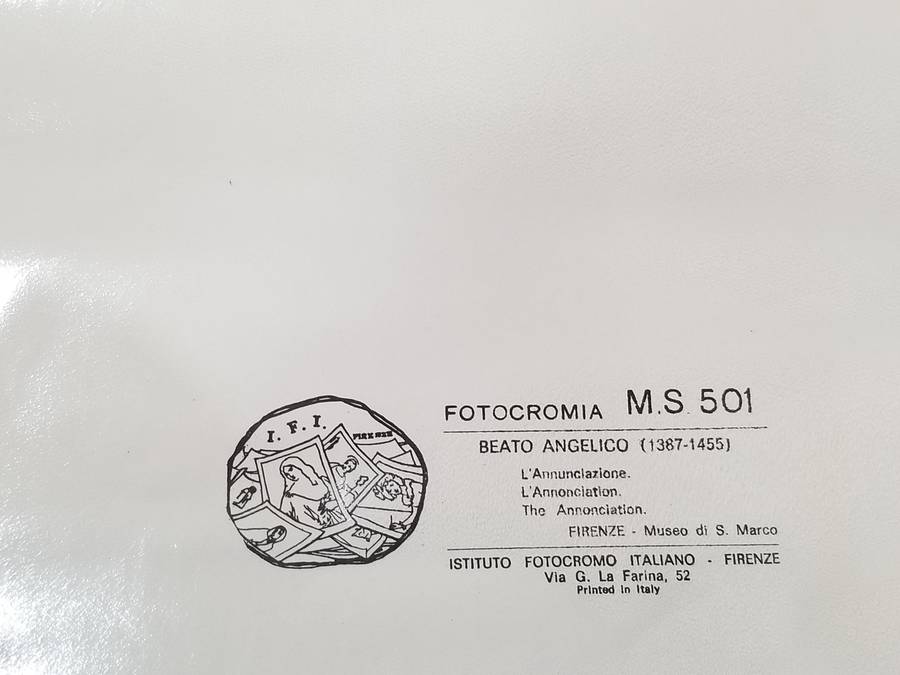 I. F. I.
FIRENZE
FOTOCROMIA M.S. 501
BEATO ANGELICO (1387-1455)
L'Annunciazione.
L'Annonciation.
The Annonciation.
FIRENZE - Museo di S. Marco
ISTITUTO FOTOCROMO ITALIANO - FIRENZE
Via G. La Farina, 52
Printed in Italy